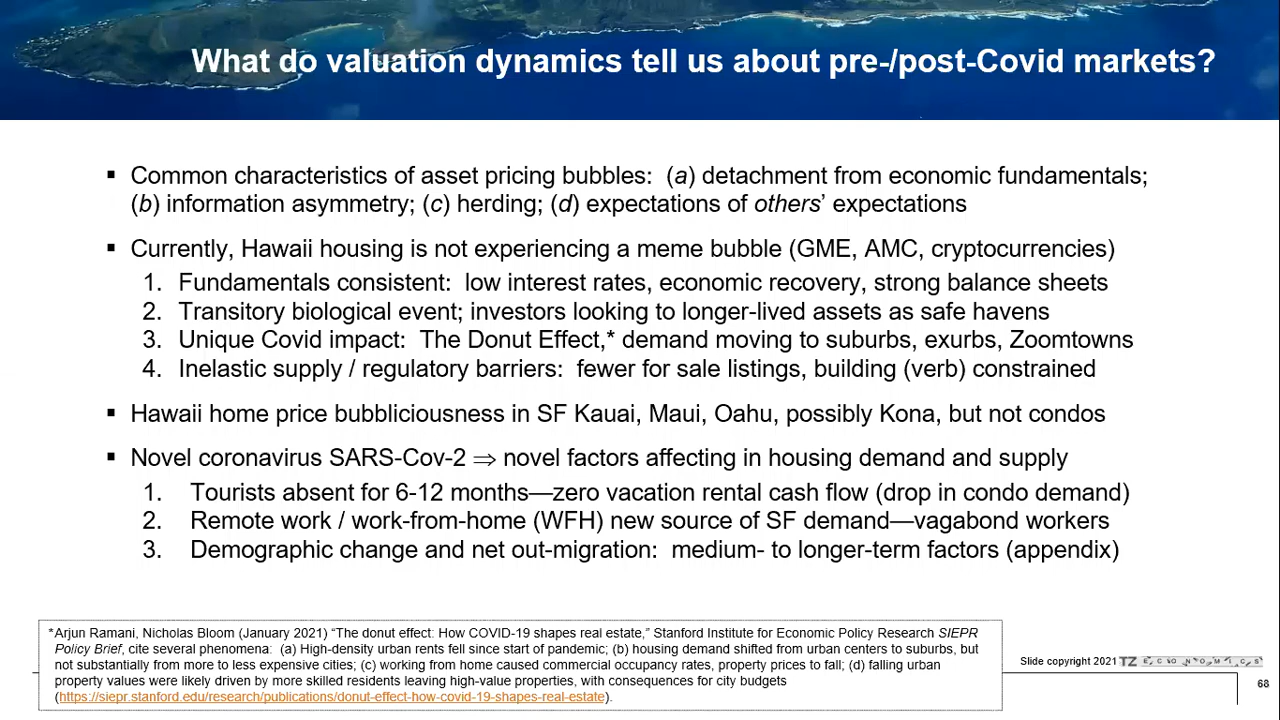 What do valuation dynamics tell us about pre-/post-Covid markets?
▪ Common characteristics of asset pricing bubbles: (a) detachment from economic fundamentals;
(b) information asymmetry; (c) herding; (d) expectations of others’ expectations
▪ Currently, Hawaii housing is not experiencing a meme bubble (GME, AMC, cryptocurrencies)
1. Fundamentals consistent: low interest rates, economic recovery, strong balance sheets
2. Transitory biological event; investors looking to longer-lived assets as safe havens
3. Unique Covid impact: The Donut Effect,* demand moving to suburbs, exurbs, Zoomtowns
4. Inelastic supply / regulatory barriers: fewer for sale listings, building (verb) constrained
▪ Hawaii home price bubbliciousness in SF Kauai, Maui, Oahu, possibly Kona, but not condos
▪ Novel coronavirus SARS-Cov-2 ⇒ novel factors affecting in housing demand and supply
1. Tourists absent for 6-12 months—zero vacation rental cash flow (drop in condo demand)
2. Remote work / work-from-home (WFH) new source of SF demand—vagabond workers
3. Demographic change and net out-migration: medium- to longer-term factors (appendix)
*Arjun Ramani, Nicholas Bloom (January 2021) “The donut effect: How COVID-19 shapes real estate,” Stanford Institute for Economic Policy Research SIEPR
Policy Brief, cite several phenomena: (a) High-density urban rents fell since start of pandemic; (b) housing demand shifted from urban centers to suburbs, but
not substantially from more to less expensive cities; (c) working from home caused commercial occupancy rates, property prices to fall; (d) falling urban
property values were likely driven by more skilled residents leaving high-value properties, with consequences for city budgets
(https://siepr.stanford.edu/research/publications/donut-effect-how-covid-19-shapes-real-estate).
Slide copyright 2021 TZ ECONOMICS
68